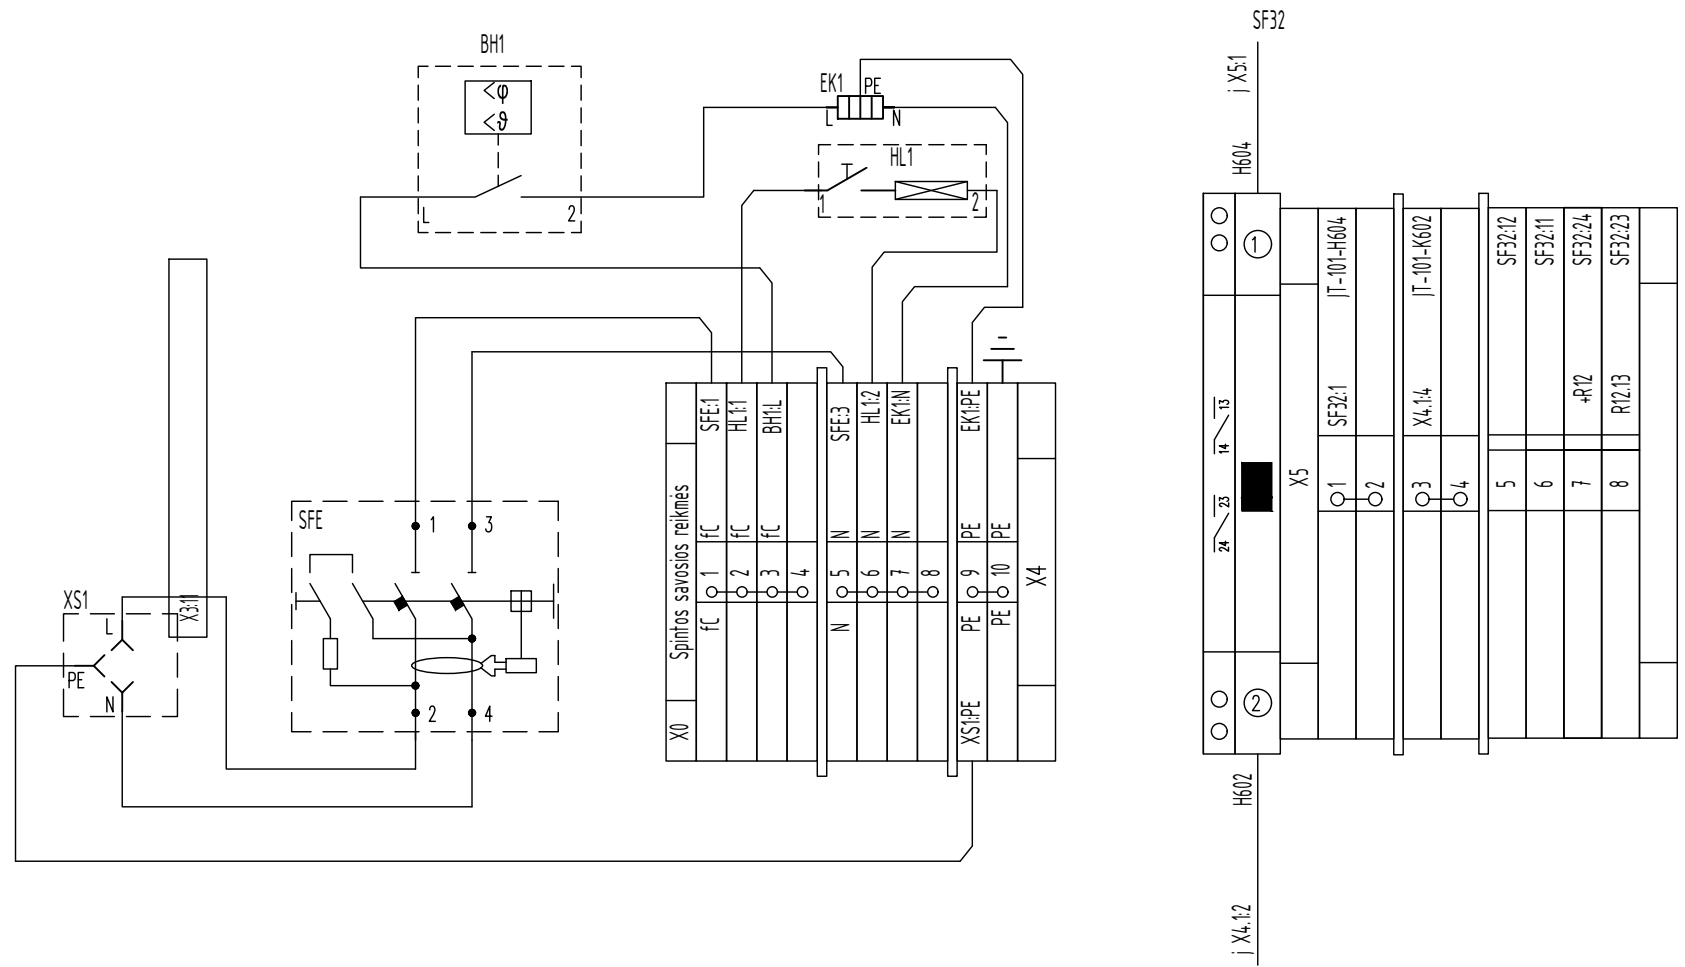 SF32
BH1
<φ
<ϑ
L
2
EK1
PE
L
N
HL1
1
2
j X5:1
H604
XS1
L
PE
N
X3:11
SFE
1
3
2
4
X0
Spintos savosios reikmės
SFE:1
HL1:1
BH1:L
SFE:3
HL1:2
EK1:N
EK1:PE
fC
fC
fC
N
N
N
PE
PE
1
2
3
4
5
6
7
8
9
10
fC
N
PE
PE
XS1:PE
X4
1
13
14
23
24
2
X5
JT-101-H604
JT-101-K602
SF32:12
SF32:11
SF32:24
SF32:23
SF32:1
X4.1:4
+R12
R12.13
1
2
3
4
5
6
7
8
H602
j X4.1:2